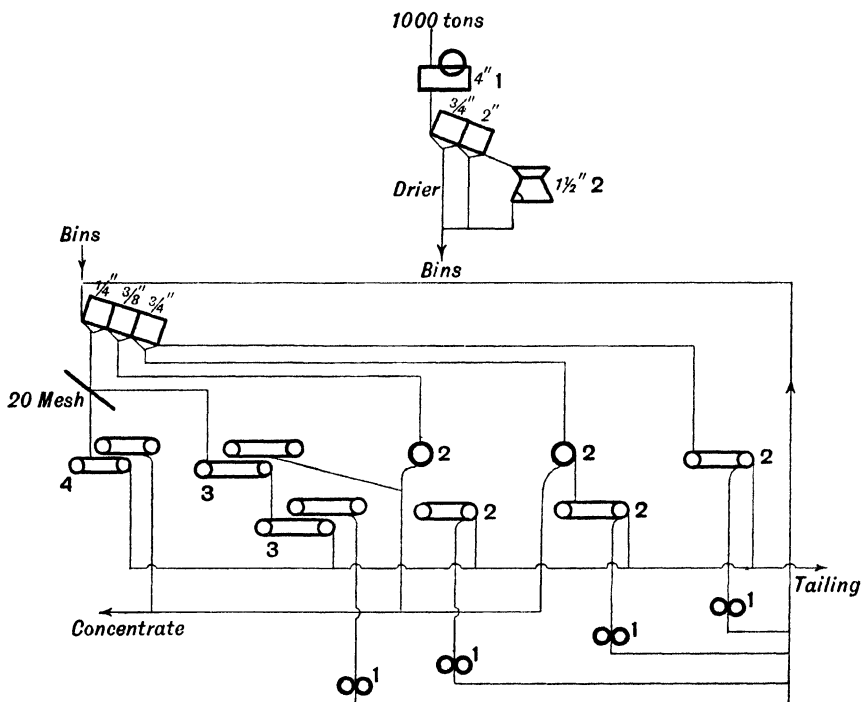 1000 tons
4" 1
3/4" 2"
Drier
1½" 2
Bins
Bins
1/4" 3/8" 3/4"
20 Mesh
2
2
2
4
3
2
2
3
Tailing
1
Concentrate
1
1
1